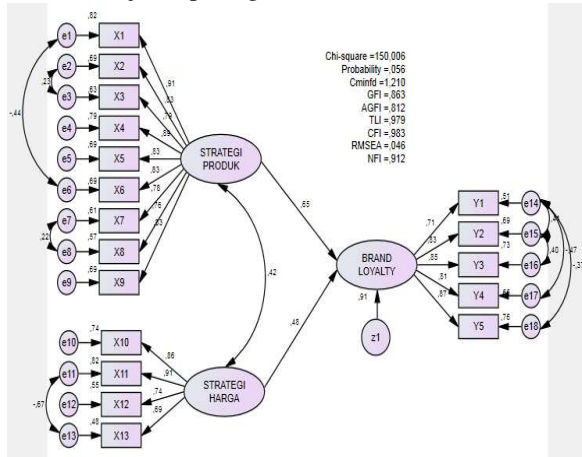 Chi-square =150,006
Probability =,056
Cminfd =1,210
GFI =,863
AGFI =,812
TLI =,979
CFI =,983
RMSEA =,046
NFI =,912
,82
e1 X1
,69
e2 X2
,23
,63
e3 X3
,79
e4 X4
-,44
,69
e5 X5
,69
e6 X6
,61
e7 X7
,22
,57
e8 X8
,69
e9 X9
,91
,83
,79
,89
,83
,83
,78
,76
,83
STRATEGI
PRODUK
,65
,42
,48
,74
e10 X10
,82
e11 X11
,55
e12 X12
-,67
,48
e13 X13
,86
,91
,74
,69
STRATEGI
HARGA
BRAND
LOYALTY
,91
z1
,71
,83
,85
,81
,87
Y1 ,51 e14
Y2 ,69 e15
Y3 ,73 e16
Y4 e17
Y5 ,76 e18
,40
-,47